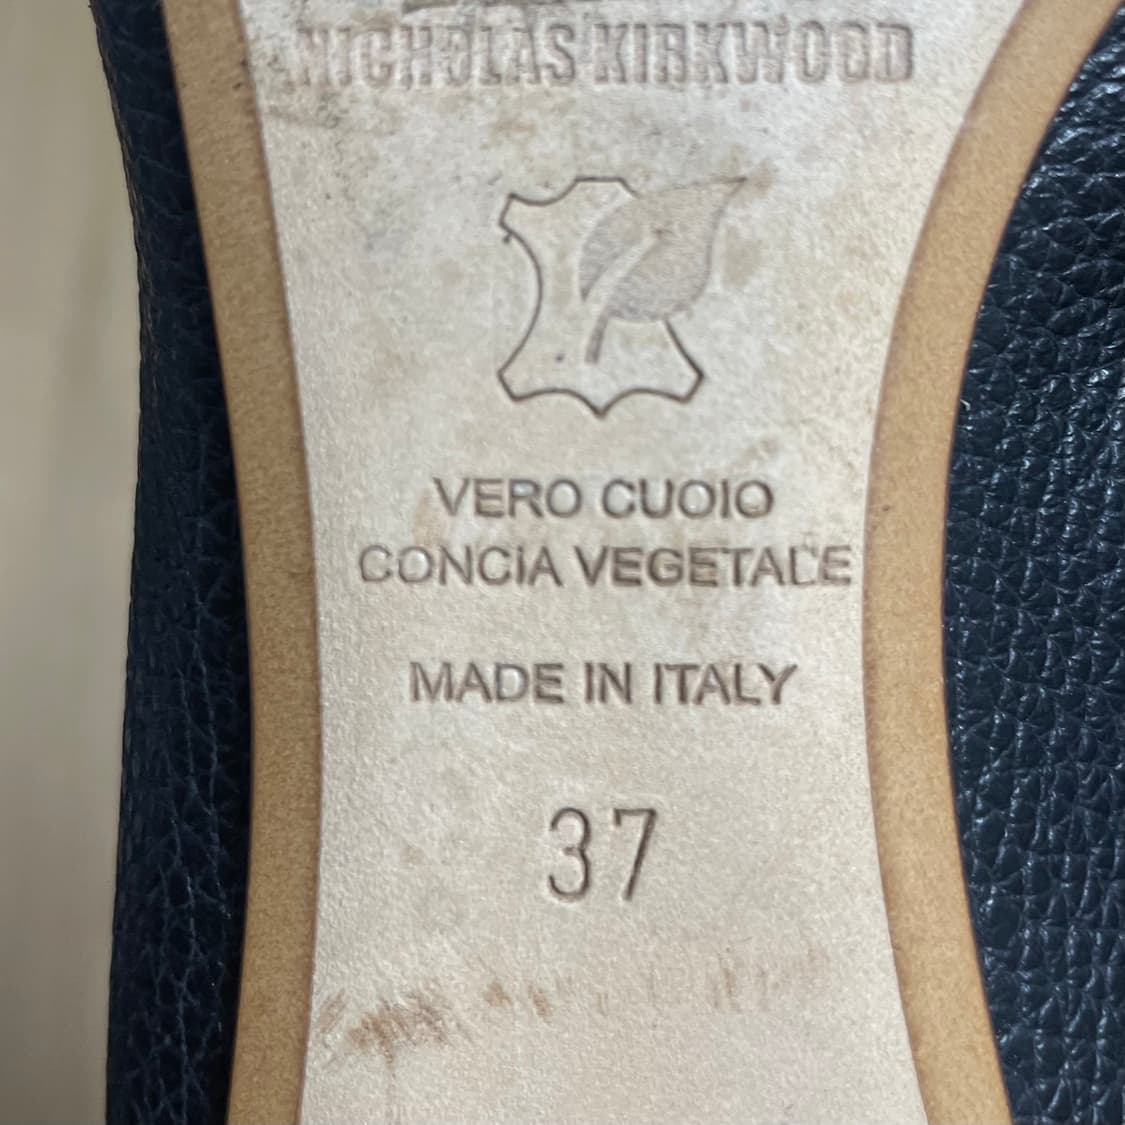 NICHOLAS KIRKWOOD
VERO CUOIO
CONCIA VEGETALE
MADE IN ITALY
37